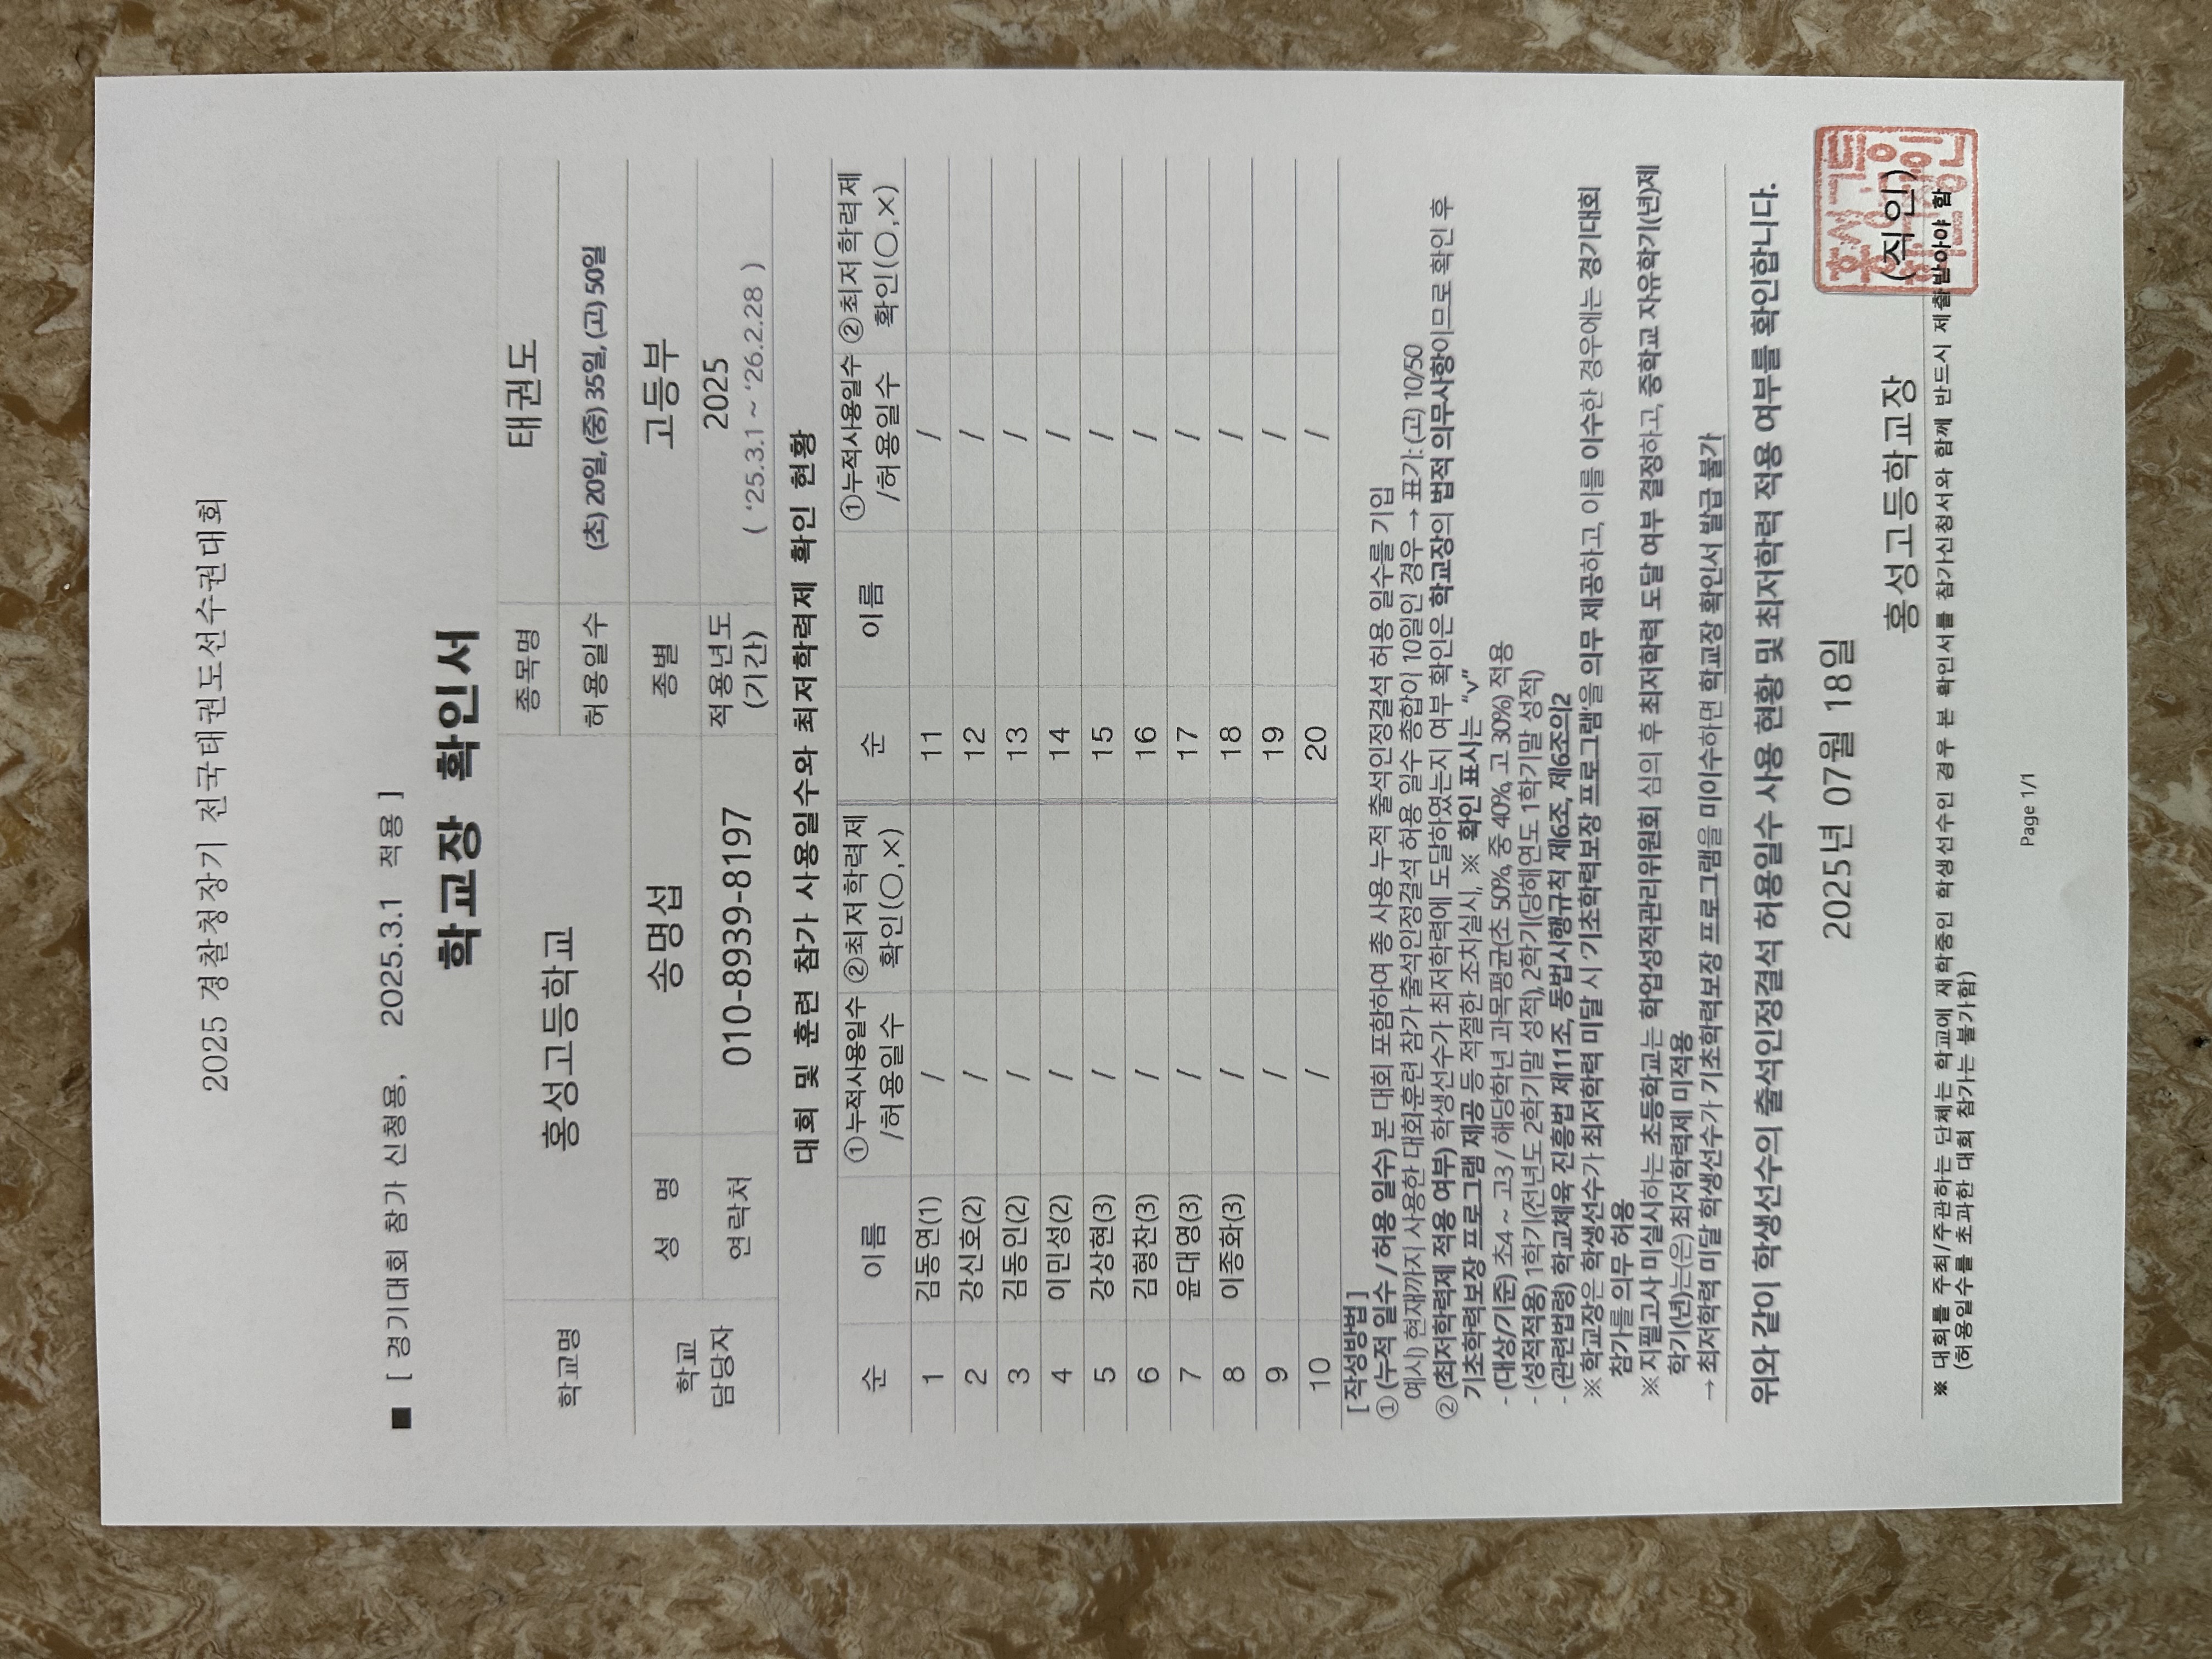 2025 경찰청장기 전국태권도선수권대회
■ [ 경기대회 참가 신청용, 2025.3.1 적용 ]
학교장 확인서
학교명 홍성고등학교 종목명 태권도
허용일수 (초) 20일, (중) 35일, (고) 50일
학교 담당자 성 명 송명섭 종별 고등부
연락처 010-8939-8197 적용년도 (기간) 2025 ( '25.3.1 ~ '26.2.28 )
대회 및 훈련 참가 사용일수와 최저학력제 확인 현황
순 이름 ①누적사용일수 /허용일수 ②최저학력제 확인(○,×) 순 이름 ①누적사용일수 /허용일수 ②최저학력제 확인(○,×)
1 김동연(1) / 11 /
2 강신호(2) / 12 /
3 김동인(2) / 13 /
4 이민성(2) / 14 /
5 강상현(3) / 15 /
6 김형찬(3) / 16 /
7 윤대영(3) / 17 /
8 이종화(3) / 18 /
9 / 19 /
10 / 20 /
[ 작성방법 ]
① (누적 일수 / 허용 일수) 본 대회 포함하여 총 사용 누적 출석인정결석 허용 일수를 기입
예시) 현재까지 사용한 대회훈련 참가 출석인정결석 허용 일수 총합이 10일인 경우 → 표기: (고) 10/50
② (최저학력제 적용 여부) 학생선수가 최저학력에 도달하였는지 여부 확인은 학교장의 법적 의무사항이므로 확인 후
기초학력보장 프로그램 제공 등 적절한 조치실시, ※ 확인 표시는 "v"
- (대상/기준) 초4 ~ 고3 / 해당학년 과목평균(초 50%, 중 40%, 고 30%) 적용
- (성적적용) 1학기(전년도 2학기말 성적), 2학기(당해연도 1학기말 성적)
- (관련법령) 학교체육 진흥법 제11조, 동법시행규칙 제6조, 제6조의2
※ 학교장은 학생선수가 최저학력 미달 시 '기초학력보장 프로그램'을 의무 제공하고, 이를 이수한 경우에는 경기대회
참가를 의무 허용
※ 지필고사 미실시하는 초등학교는 학업성적관리위원회 심의 후 최저학력 도달 여부 결정하고, 중학교 자유학기(년)제
학기(년)는(은) 최저학력제 미적용
→ 최저학력 미달 학생선수가 기초학력보장 프로그램을 미이수하면 학교장 확인서 발급 불가
위와 같이 학생선수의 출석인정결석 허용일수 사용 현황 및 최저학력 적용 여부를 확인합니다.
2025년 07월 18일
홍성고등학교장 (직인)
※ 대회를 주최/주관하는 단체는 학교에 재학중인 학생선수인 경우 본 확인서를 참가신청서와 함께 반드시 제출받아야 함
(허용일수를 초과한 대회 참가는 불가함)
Page 1/1